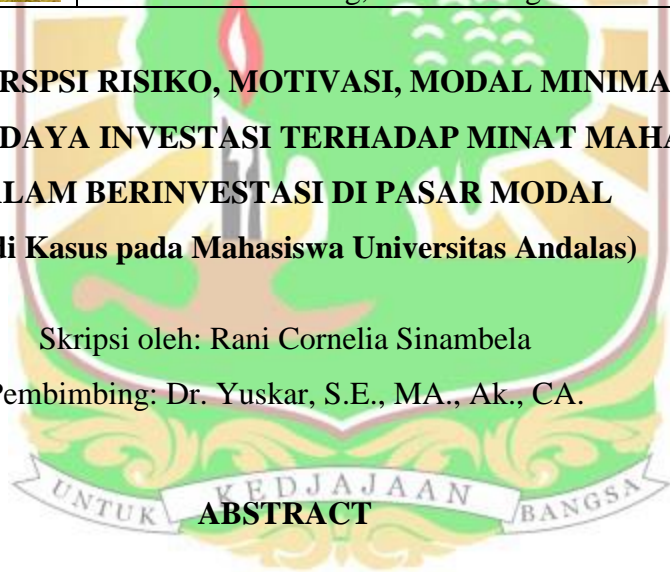 RSPSI RISIKO, MOTIVASI, MODAL MINIMA
DAYA INVESTASI TERHADAP MINAT MAHA
ALAM BERINVESTASI DI PASAR MODAL
di Kasus pada Mahasiswa Universitas Andalas)
Skripsi oleh: Rani Cornelia Sinambela
Pembimbing: Dr. Yuskar, S.E., MA., Ak., CA.
UNTUK KEDJAJAAN BANGSA
ABSTRACT